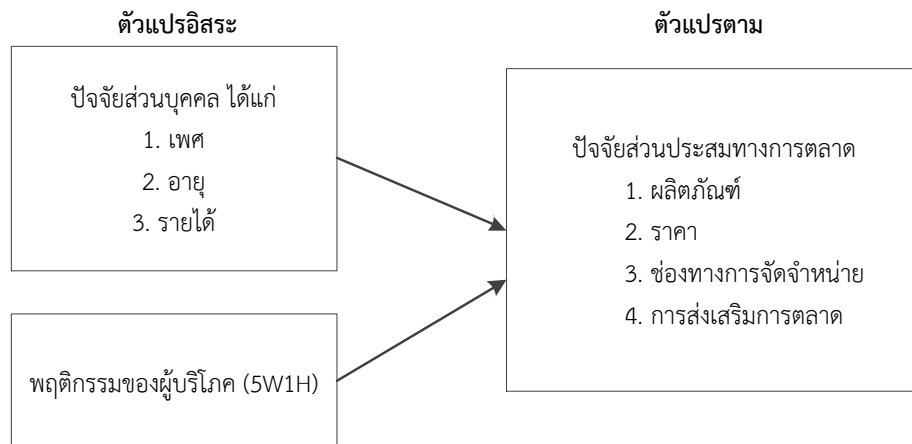 ตัวแปรอิสระ
ปัจจัยส่วนบุคคล ได้แก่
1. เพศ
2. อายุ
3. รายได้
พฤติกรรมของผู้บริโภค (5W1H)
ตัวแปรตาม
ปัจจัยส่วนประสมทางการตลาด
1. ผลิตภัณฑ์
2. ราคา
3. ช่องทางการจัดจำหน่าย
4. การส่งเสริมการตลาด